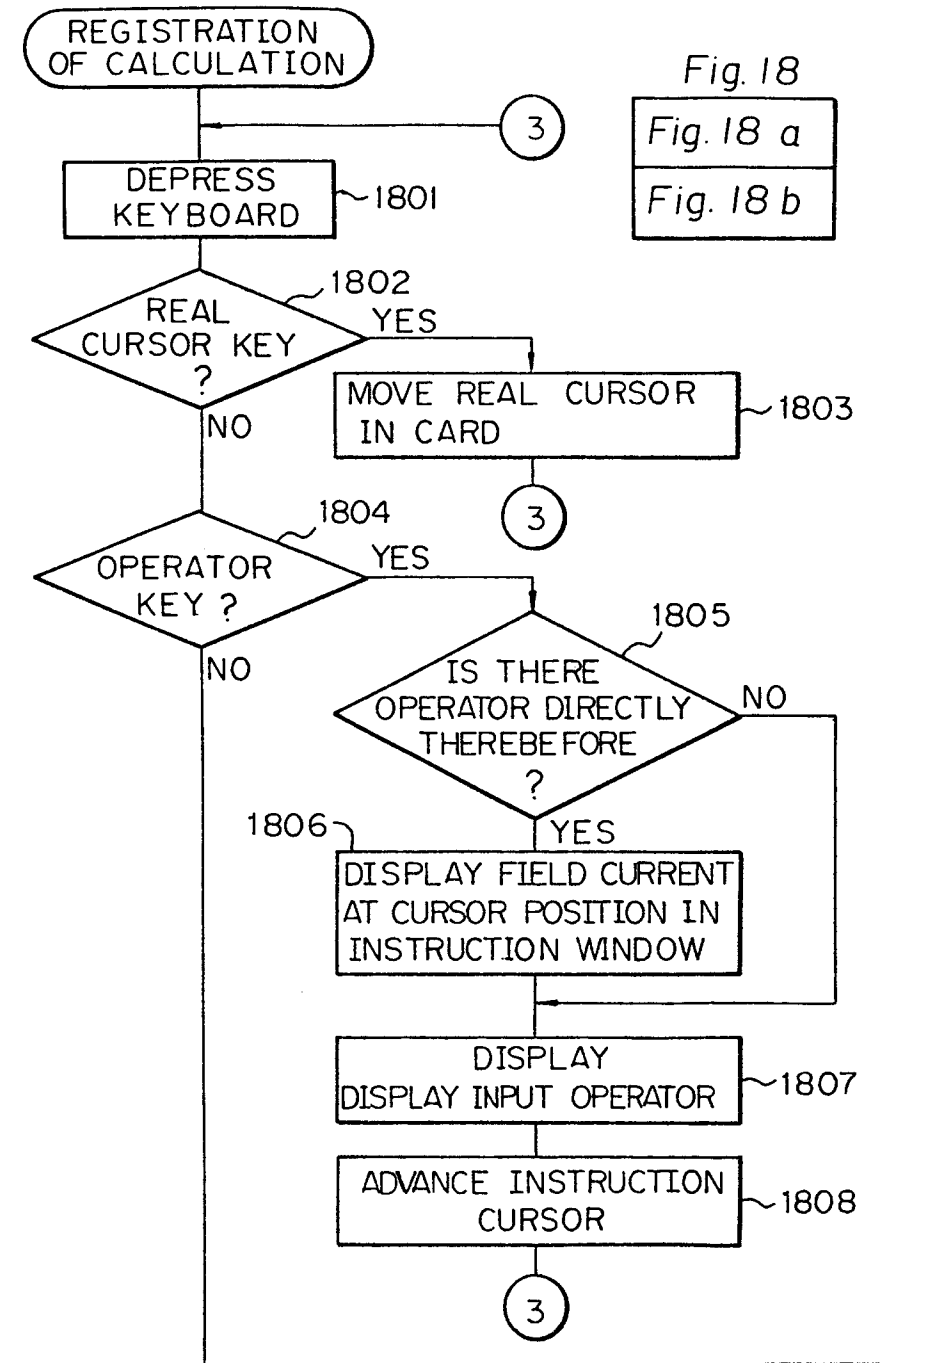 REGISTRATION
OF CALCULATION
Fig. 18
3
Fig. 18 a
Fig. 18 b
DEPRESS
KEYBOARD
1801
1802
REAL
CURSOR KEY
?
YES
NO
MOVE REAL CURSOR
IN CARD
1803
3
1804
OPERATOR
KEY ?
YES
NO
1805
IS THERE
OPERATOR DIRECTLY
THEREBEFORE
?
NO
YES
1806
DISPLAY FIELD CURRENT
AT CURSOR POSITION IN
INSTRUCTION WINDOW
DISPLAY
DISPLAY INPUT OPERATOR
1807
ADVANCE INSTRUCTION
CURSOR
1808
3